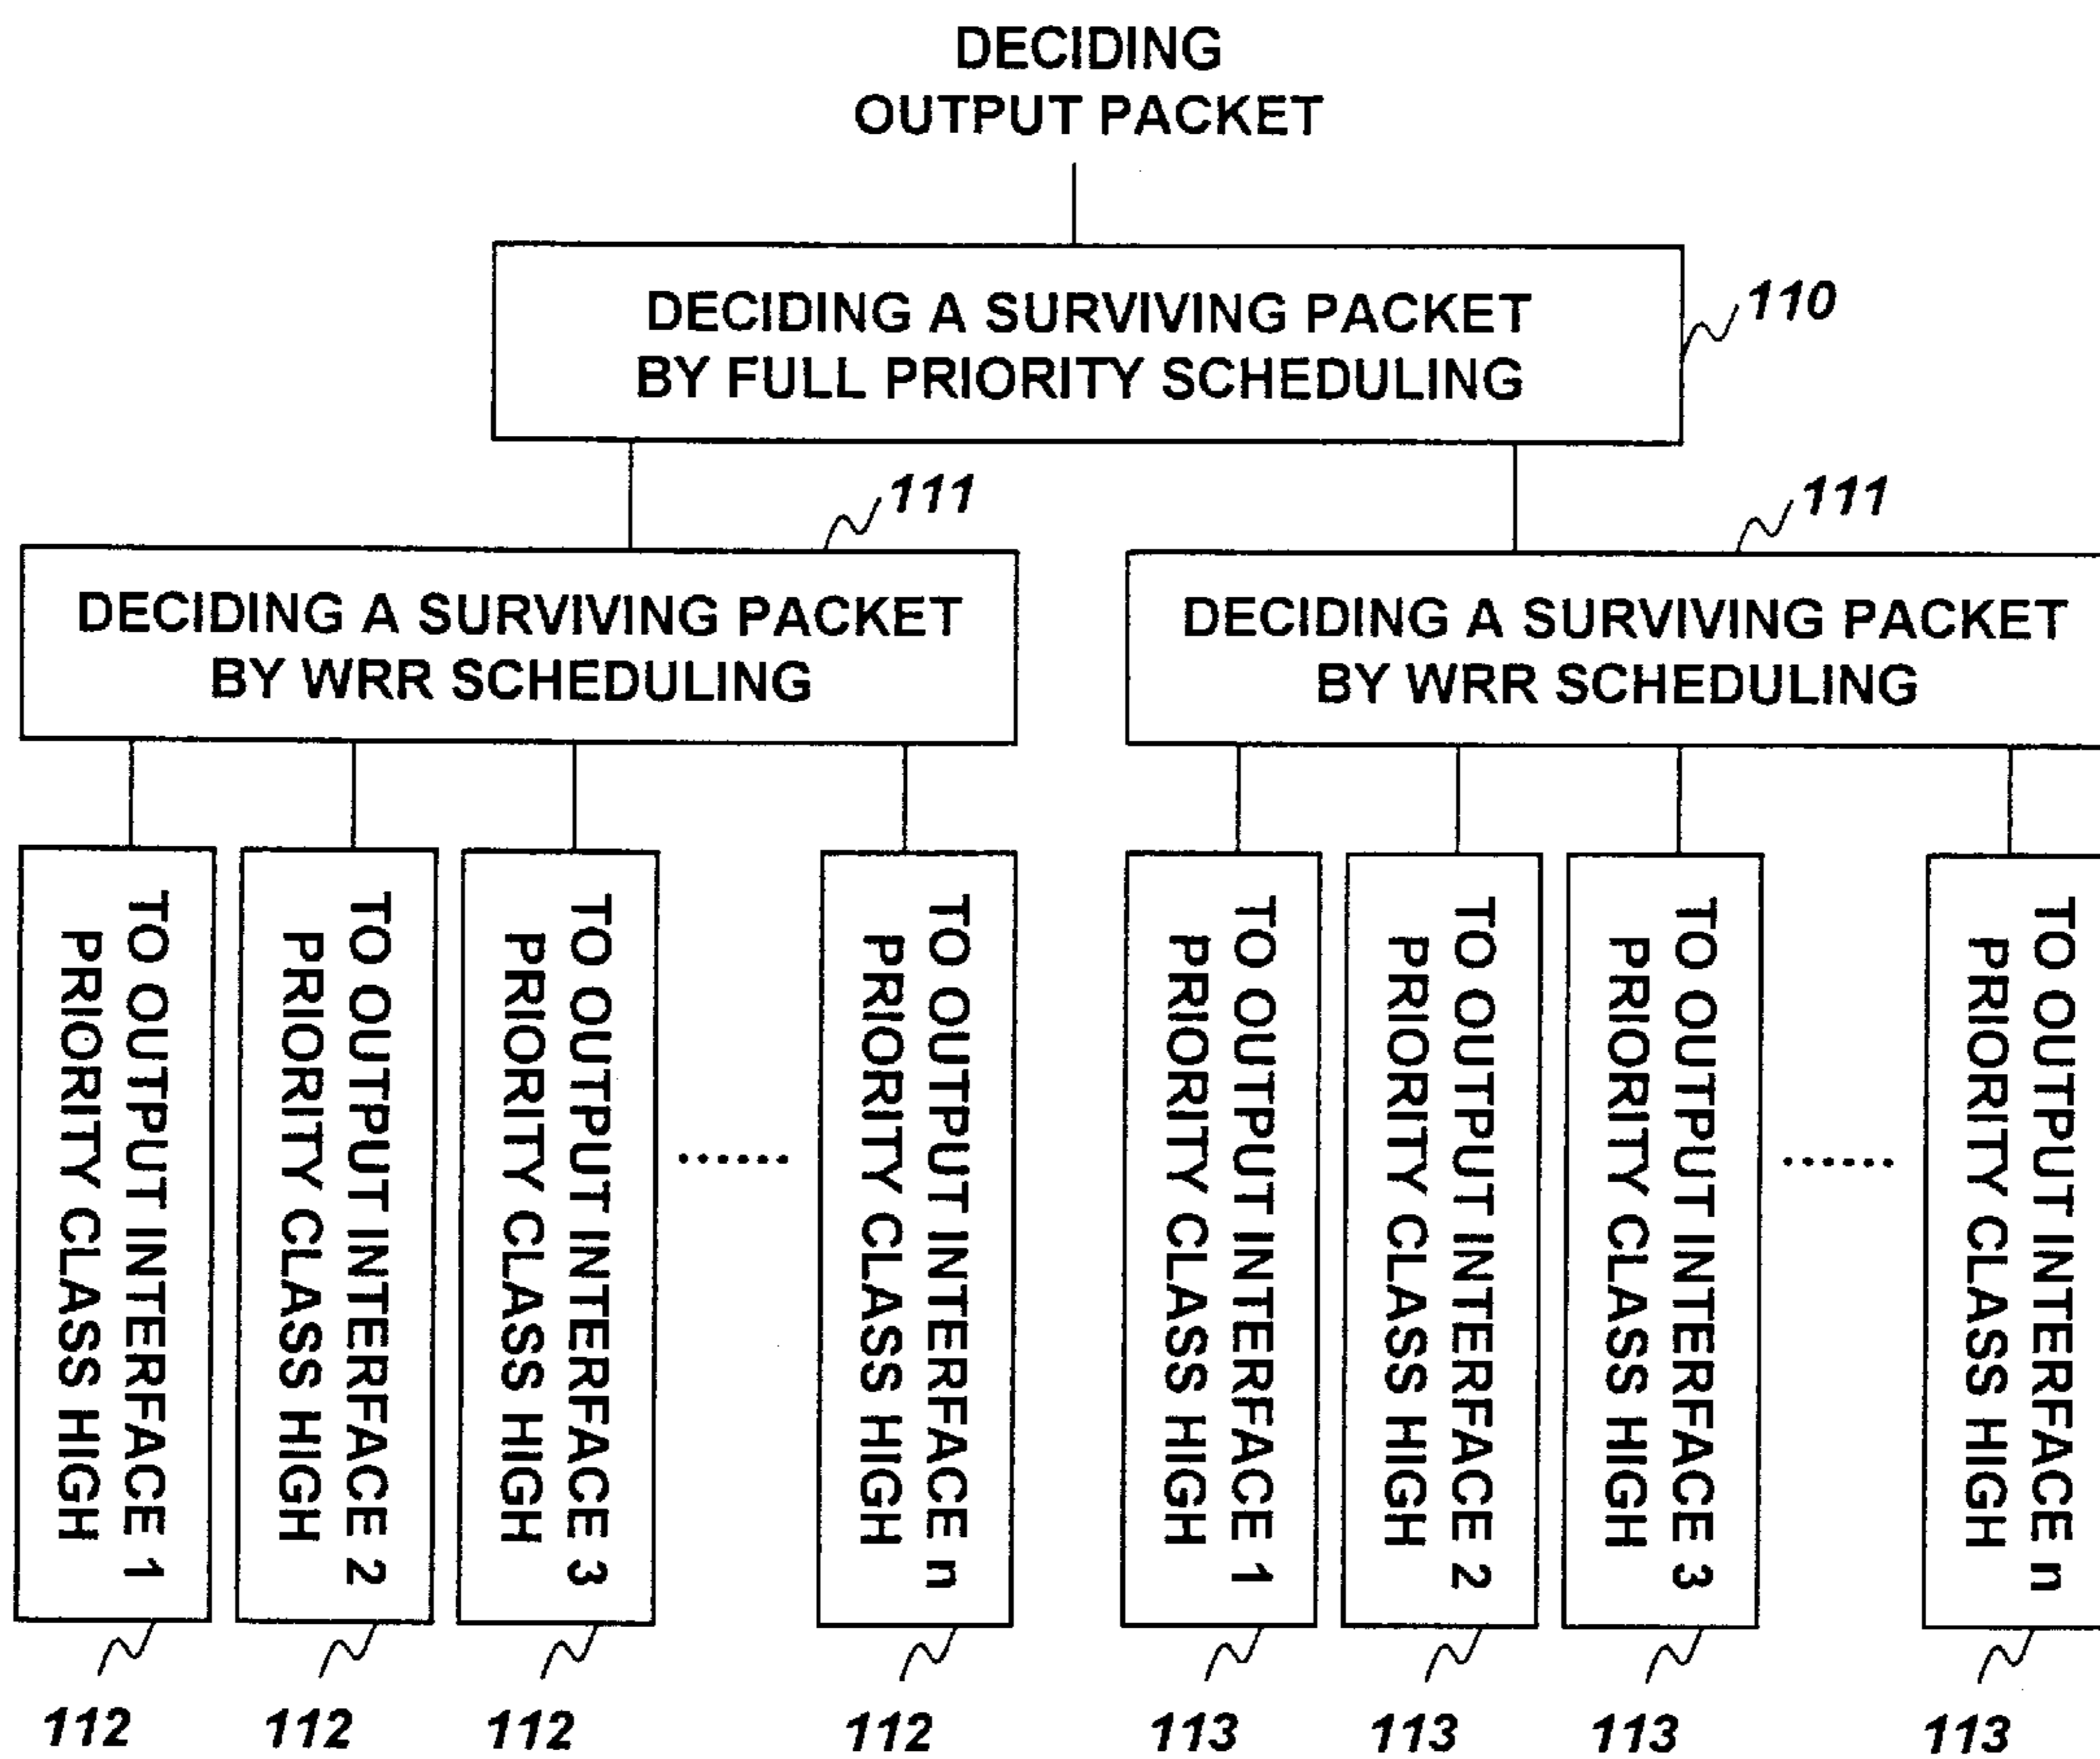 DECIDING
OUTPUT PACKET
DECIDING A SURVIVING PACKET
BY FULL PRIORITY SCHEDULING
110
111
111
DECIDING A SURVIVING PACKET
BY WRR SCHEDULING
DECIDING A SURVIVING PACKET
BY WRR SCHEDULING
TO OUTPUT INTERFACE 1
PRIORITY CLASS HIGH
TO OUTPUT INTERFACE 2
PRIORITY CLASS HIGH
TO OUTPUT INTERFACE 3
PRIORITY CLASS HIGH
......
TO OUTPUT INTERFACE n
PRIORITY CLASS HIGH
TO OUTPUT INTERFACE 1
PRIORITY CLASS HIGH
TO OUTPUT INTERFACE 2
PRIORITY CLASS HIGH
TO OUTPUT INTERFACE 3
PRIORITY CLASS HIGH
......
TO OUTPUT INTERFACE n
PRIORITY CLASS HIGH
112
112
112
112
113
113
113
113